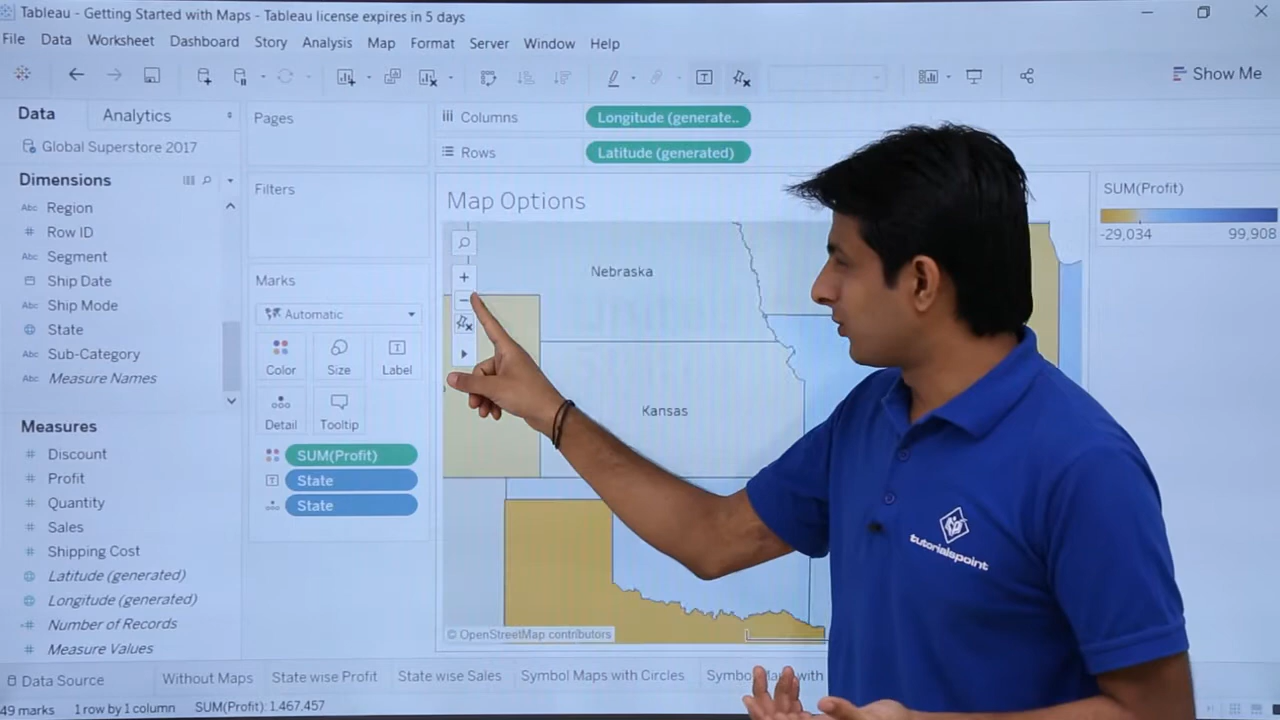 Tableau - Getting Started with Maps - Tableau license expires in 5 days
File Data Worksheet Dashboard Story Analysis Map Format Server Window Help
Show Me
Data Analytics
Global Superstore 2017
Dimensions
Abc Region
# Row ID
Abc Segment
Ship Date
Abc Ship Mode
State
Abc Sub-Category
Abc Measure Names
Measures
# Discount
# Profit
# Quantity
# Sales
# Shipping Cost
Latitude (generated)
Longitude (generated)
# Number of Records
# Measure Values
Pages
Filters
Marks
Automatic
Color Size Label
Detail Tooltip
SUM(Profit)
State
State
Columns Longitude (generate..
Rows Latitude (generated)
Map Options
Nebraska
Kansas
© OpenStreetMap contributors
SUM(Profit)
-29,034 99,908
tutorialspoint
Data Source Without Maps State wise Profit State wise Sales Symbol Maps with Circles with
49 marks 1 row by 1 column SUM(Profit): 1,467,457